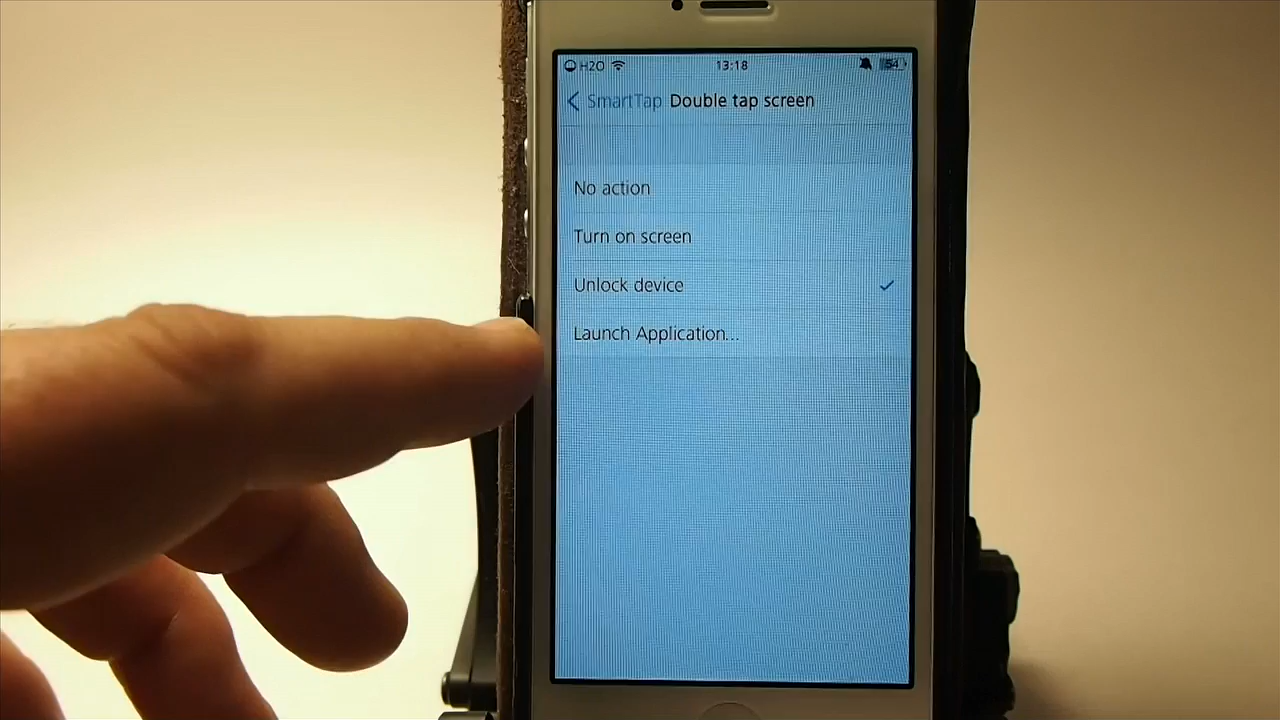 H2O 13:18 54
SmartTap Double tap screen
No action
Turn on screen
Unlock device
Launch Application...